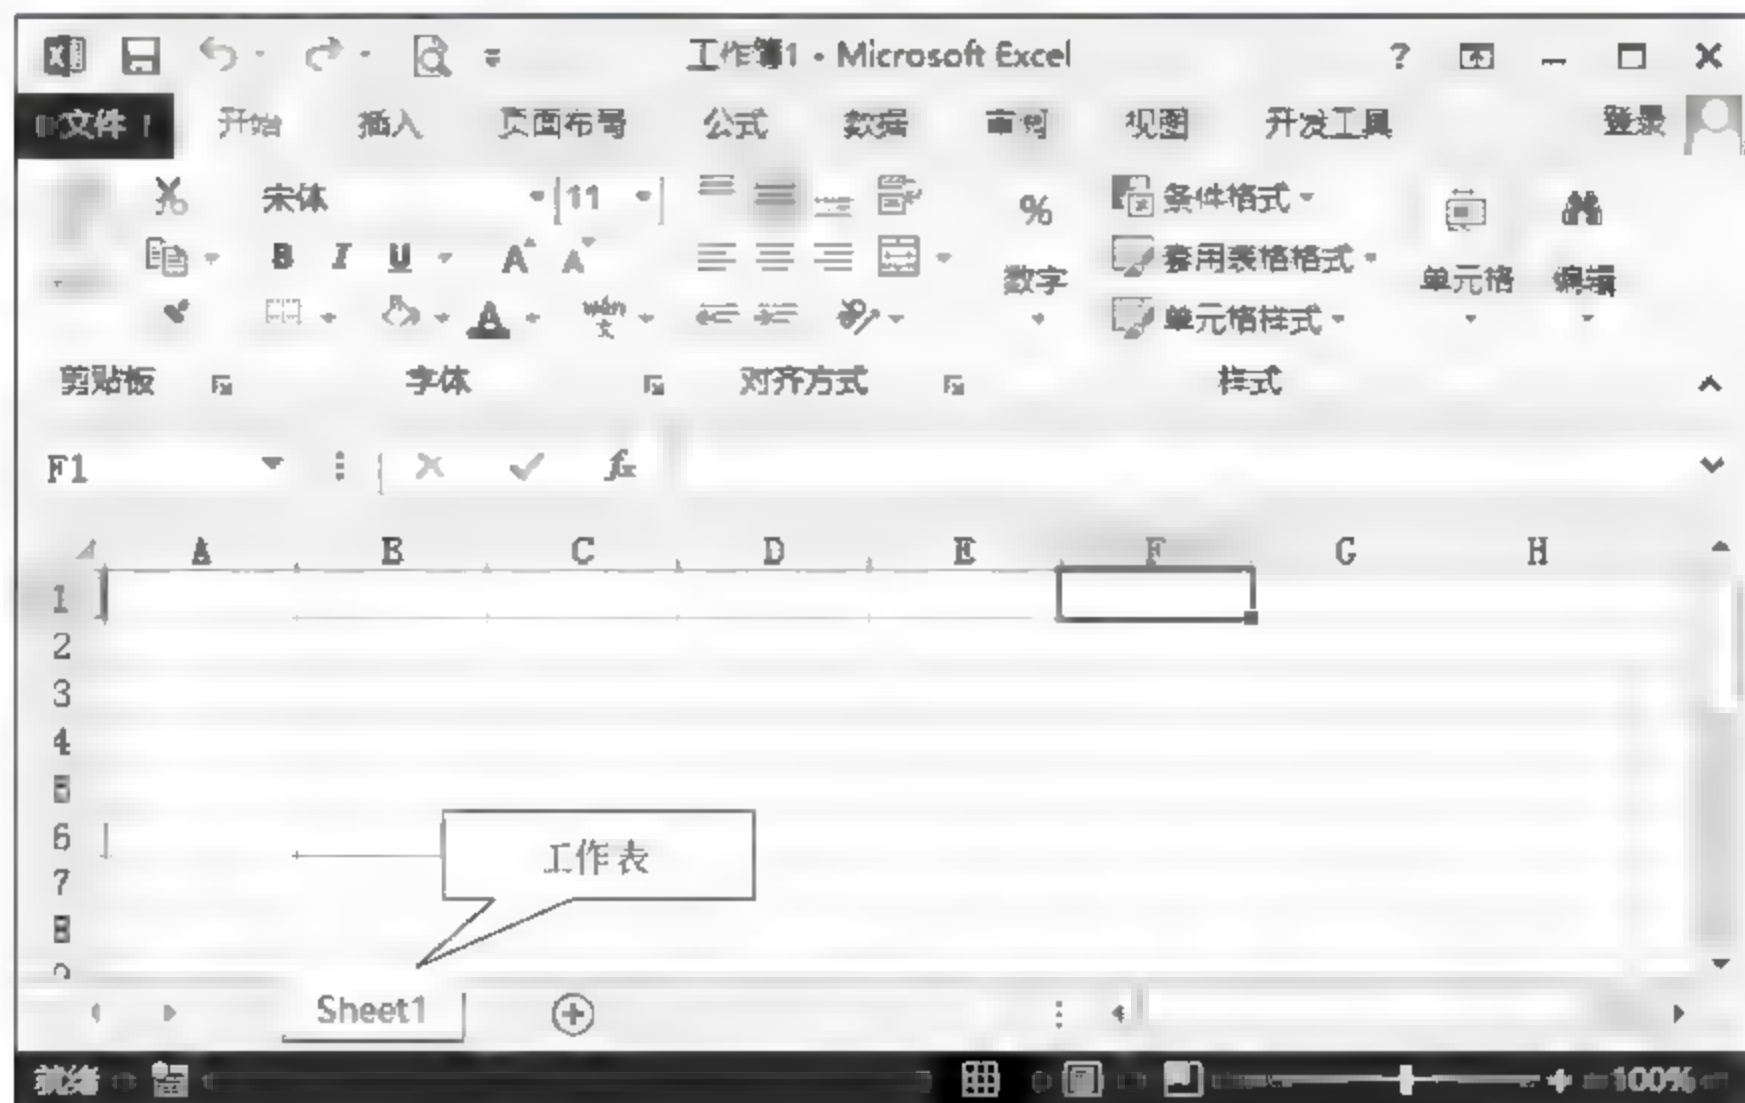 工作簿1 - Microsoft Excel ?
文件 开始 插入 页面布局 公式 数据 审阅 视图 开发工具 登录
宋体 11 % 条件格式
B I U A A 数字 套用表格格式 单元格 编辑
A wén 文 单元格样式
剪贴板 字体 对齐方式 样式
F1 fx
A B C D E F G H
1
2
3
4
5
6
工作表
7
8
9
Sheet1
就绪 100%